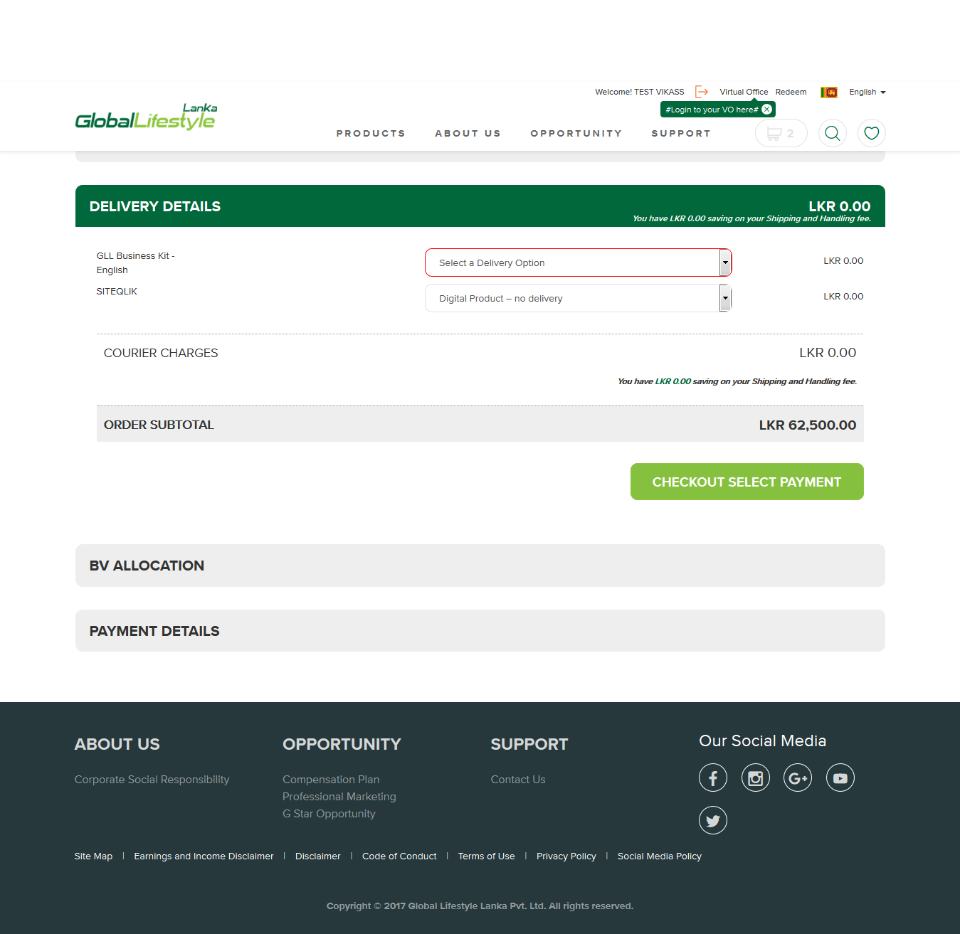 Welcome! TEST VIKASS Virtual Office Redeem English
#Login to your VO here#
Lanka
GlobalLifestyle
PRODUCTS ABOUT US OPPORTUNITY SUPPORT 2
DELIVERY DETAILS LKR 0.00
You have LKR 0.00 saving on your Shipping and Handling fee.
GLL Business Kit - Select a Delivery Option LKR 0.00
English
SITEQLIK Digital Product – no delivery LKR 0.00
COURIER CHARGES LKR 0.00
You have LKR 0.00 saving on your Shipping and Handling fee.
ORDER SUBTOTAL LKR 62,500.00
CHECKOUT SELECT PAYMENT
BV ALLOCATION
PAYMENT DETAILS
ABOUT US OPPORTUNITY SUPPORT Our Social Media
Corporate Social Responsibility Compensation Plan Contact Us
Professional Marketing
G Star Opportunity
Site Map | Earnings and Income Disclaimer | Disclaimer | Code of Conduct | Terms of Use | Privacy Policy | Social Media Policy
Copyright © 2017 Global Lifestyle Lanka Pvt. Ltd. All rights reserved.